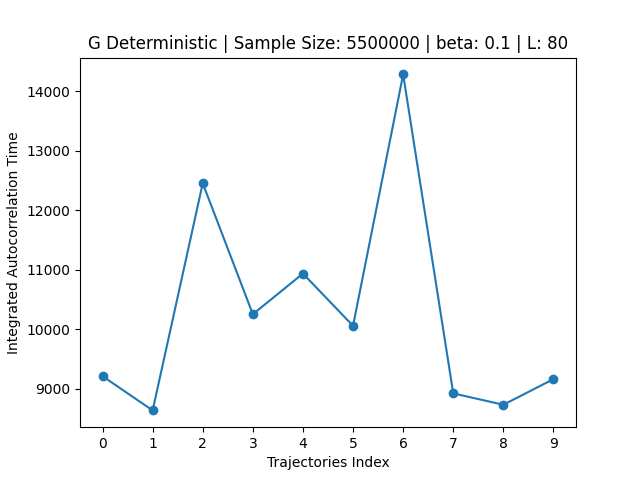 G Deterministic | Sample Size: 5500000 | beta: 0.1 | L: 80
Integrated Autocorrelation Time
14000
13000
12000
11000
10000
9000
0 1 2 3 4 5 6 7 8 9
Trajectories Index